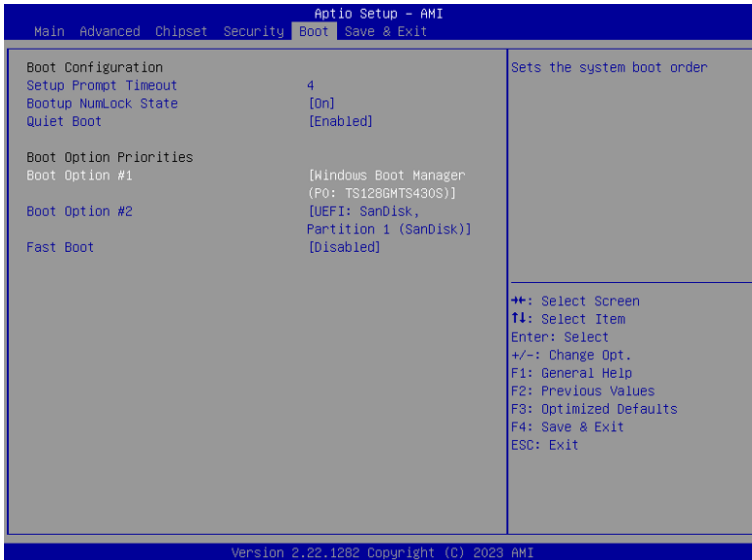 Aptio Setup – AMI
Main Advanced Chipset Security Boot Save & Exit
Boot Configuration
Setup Prompt Timeout 4
Bootup NumLock State [On]
Quiet Boot [Enabled]
Boot Option Priorities
Boot Option #1 [Windows Boot Manager
(P0: TS128GMTS430S)]
Boot Option #2 [UEFI: SanDisk,
Partition 1 (SanDisk)]
Fast Boot [Disabled]
Sets the system boot order
→←: Select Screen
↑↓: Select Item
Enter: Select
+/-: Change Opt.
F1: General Help
F2: Previous Values
F3: Optimized Defaults
F4: Save & Exit
ESC: Exit
Version 2.22.1282 Copyright (C) 2023 AMI